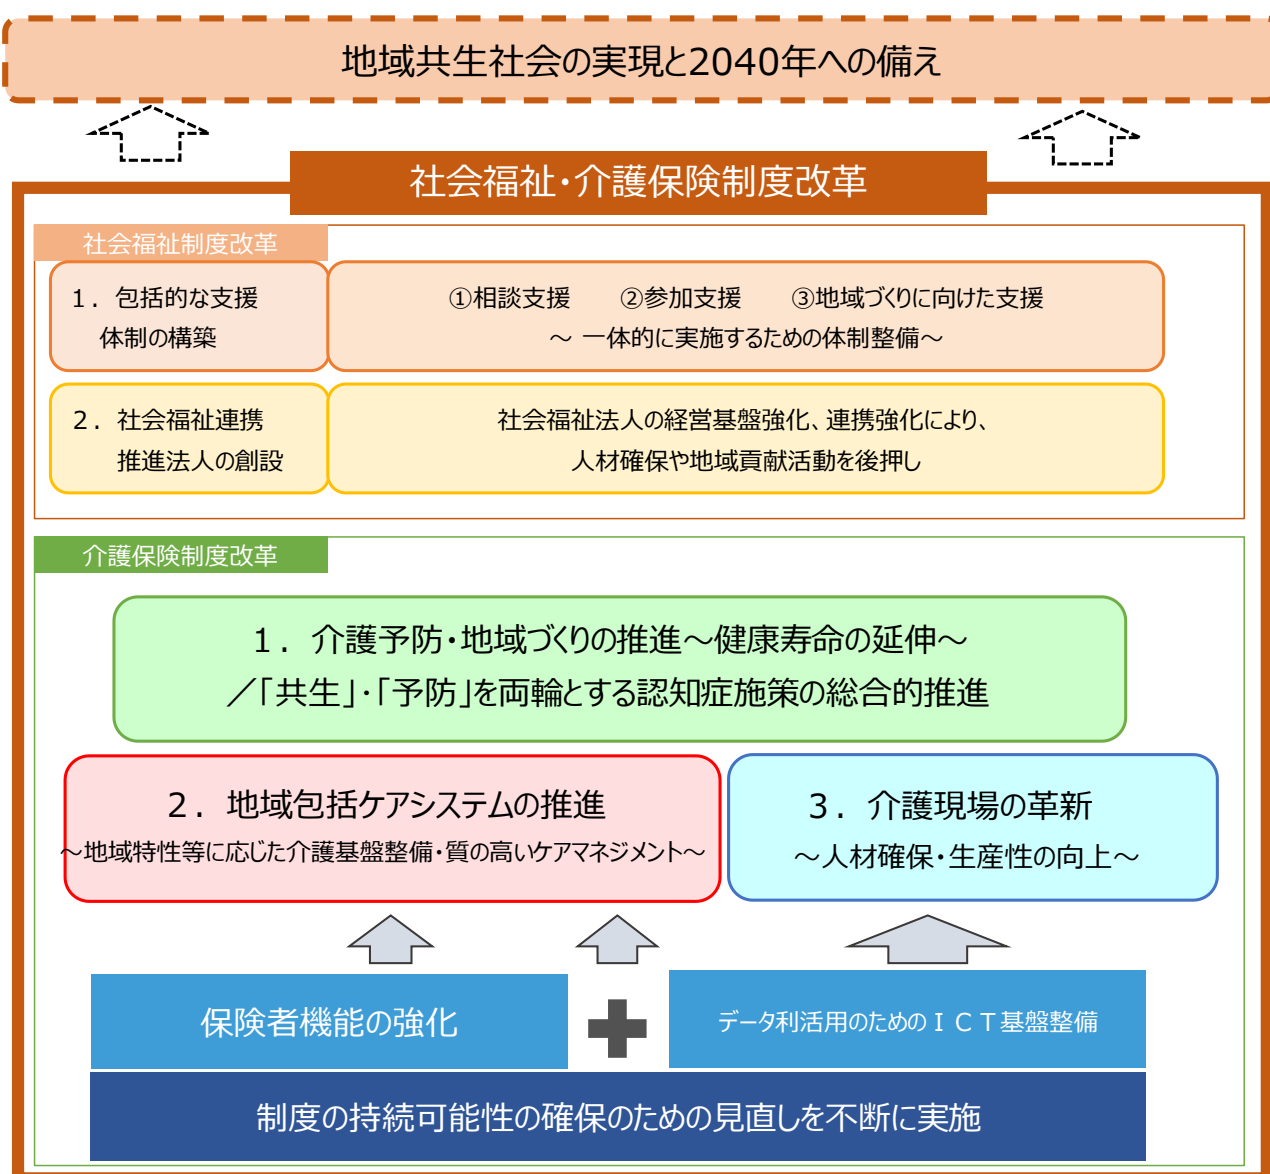 地域共生社会の実現と2040年への備え
社会福祉・介護保険制度改革
社会福祉制度改革
１．包括的な支援
体制の構築
①相談支援　②参加支援　③地域づくりに向けた支援
～ 一体的に実施するための体制整備～
２．社会福祉連携
推進法人の創設
社会福祉法人の経営基盤強化、連携強化により、
人材確保や地域貢献活動を後押し
介護保険制度改革
１．介護予防・地域づくりの推進～健康寿命の延伸～
／「共生」・「予防」を両輪とする認知症施策の総合的推進
２．地域包括ケアシステムの推進
～地域特性等に応じた介護基盤整備・質の高いケアマネジメント～
３．介護現場の革新
～人材確保・生産性の向上～
保険者機能の強化
データ利活用のためのＩＣＴ基盤整備
制度の持続可能性の確保のための見直しを不断に実施